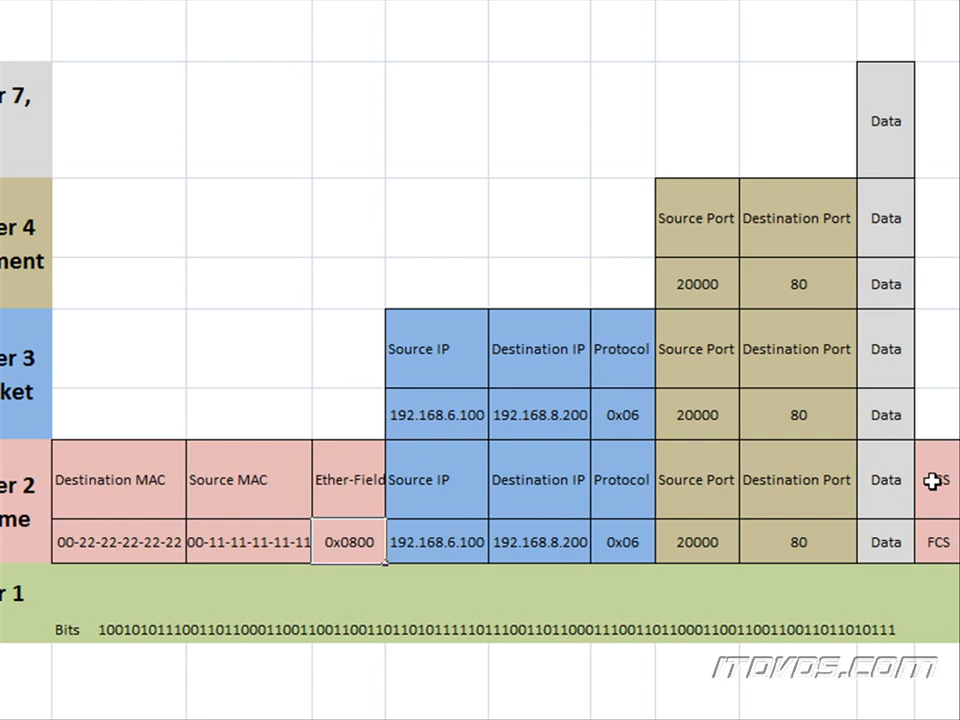 r 7,
Data
er 4
Source Port Destination Port Data
ment
20000 80 Data
er 3
Source IP Destination IP Protocol Source Port Destination Port Data
ket
192.168.6.100 192.168.8.200 0x06 20000 80 Data
er 2
Destination MAC Source MAC Ether-Field Source IP Destination IP Protocol Source Port Destination Port Data
me
00-22-22-22-22-22 00-11-11-11-11-11 0x0800 192.168.6.100 192.168.8.200 0x06 20000 80 Data FCS
r 1
Bits 
ITDVDS.COM